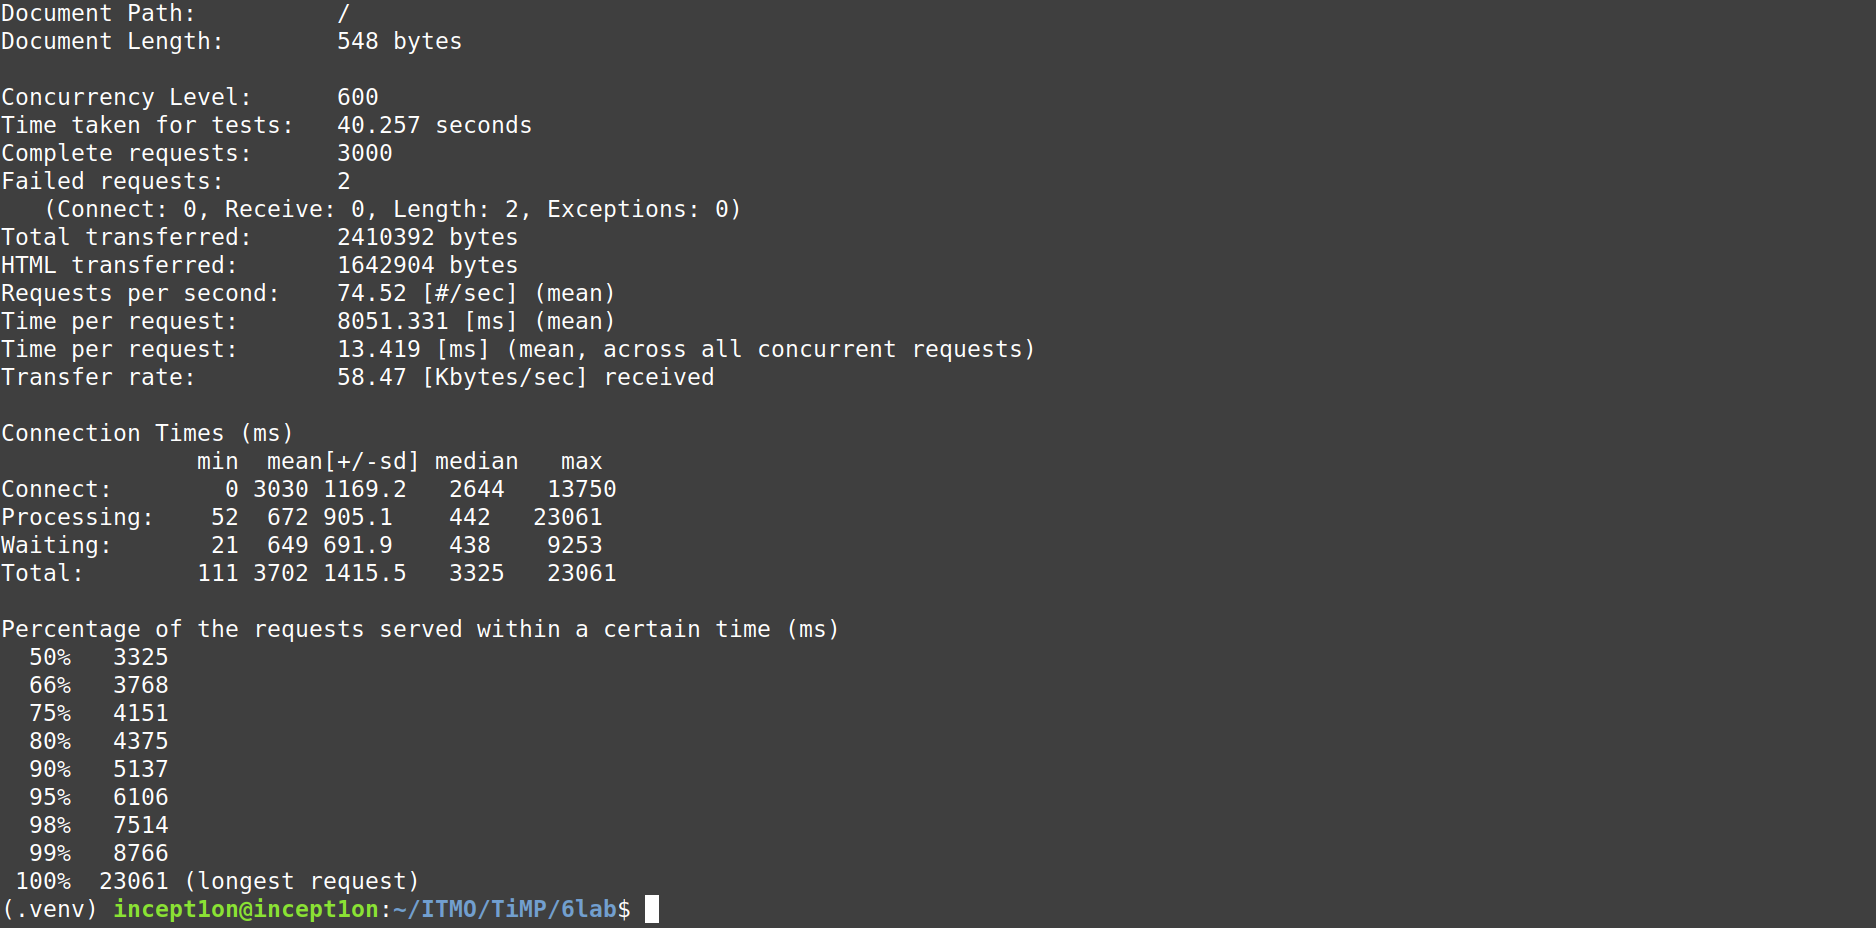 Document Path:          /
Document Length:        548 bytes

Concurrency Level:      600
Time taken for tests:   40.257 seconds
Complete requests:      3000
Failed requests:        2
   (Connect: 0, Receive: 0, Length: 2, Exceptions: 0)
Total transferred:      2410392 bytes
HTML transferred:       1642904 bytes
Requests per second:    74.52 [#/sec] (mean)
Time per request:       8051.331 [ms] (mean)
Time per request:       13.419 [ms] (mean, across all concurrent requests)
Transfer rate:          58.47 [Kbytes/sec] received

Connection Times (ms)
              min  mean[+/-sd] median   max
Connect:        0 3030 1169.2   2644   13750
Processing:    52  672 905.1    442   23061
Waiting:       21  649 691.9    438    9253
Total:        111 3702 1415.5   3325   23061

Percentage of the requests served within a certain time (ms)
  50%   3325
  66%   3768
  75%   4151
  80%   4375
  90%   5137
  95%   6106
  98%   7514
  99%   8766
 100%  23061 (longest request)
(.venv) incept1on@incept1on:~/ITMO/TiMP/6lab$